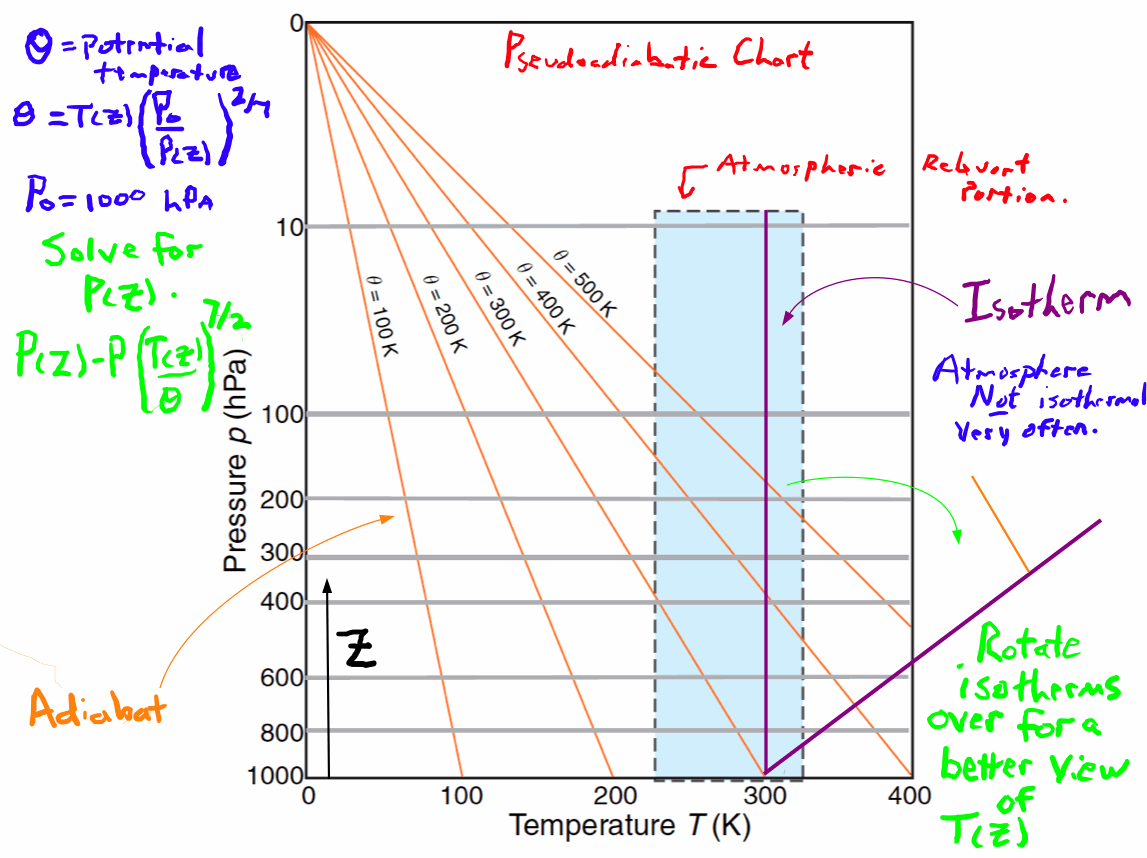 Pseudoadiabatic Chart
θ = potential
temperature
θ = T(z) (P₀/P(z))^2/7
P₀ = 1000 hPa
Solve for
P(z).
P(z) - P (T(z)/θ)^7/2
Atmospheric Relevant
Portion.
Isotherm
Atmosphere
Not isothermal
very often.
Rotate
isotherms
over for a
better view
of
T(z)
Adiabat
Z
θ = 100 K
θ = 200 K
θ = 300 K
θ = 400 K
θ = 500 K
Pressure p (hPa)
0
10
100
200
300
400
600
800
1000
0 100 200 300 400
Temperature T (K)